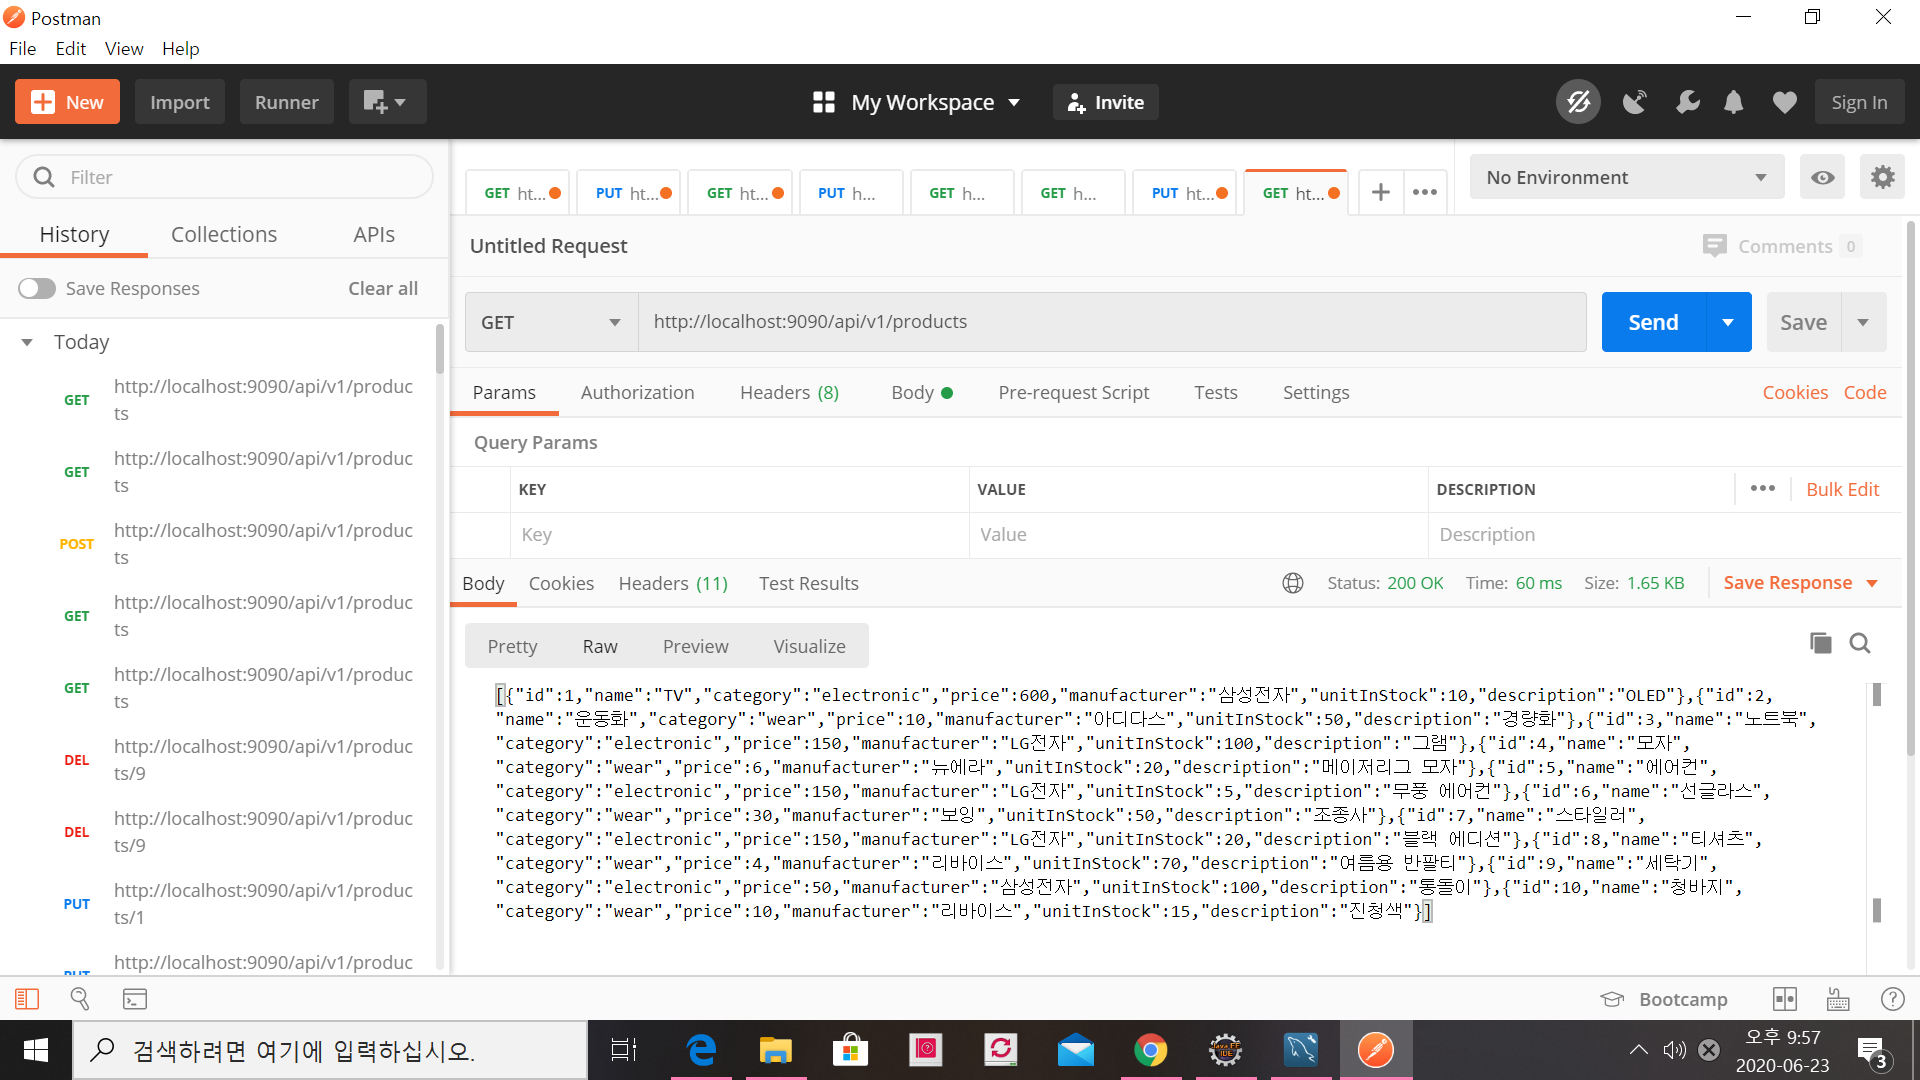 Postman
File Edit View Help
New Import Runner My Workspace Invite Sign In
Filter
History Collections APIs
Save Responses Clear all
Today
GET http://localhost:9090/api/v1/produc
ts
GET http://localhost:9090/api/v1/produc
ts
POST http://localhost:9090/api/v1/produc
ts
GET http://localhost:9090/api/v1/produc
ts
GET http://localhost:9090/api/v1/produc
ts
DEL http://localhost:9090/api/v1/produc
ts/9
DEL http://localhost:9090/api/v1/produc
ts/9
PUT http://localhost:9090/api/v1/produc
ts/1
PUT http://localhost:9090/api/v1/produc
GET ht... PUT ht... GET ht... PUT h... GET h... GET h... PUT ht... GET ht... + •••
No Environment
Untitled Request
Comments 0
GET http://localhost:9090/api/v1/products Send Save
Params Authorization Headers (8) Body Pre-request Script Tests Settings Cookies Code
Query Params
KEY VALUE DESCRIPTION ••• Bulk Edit
Key Value Description
Body Cookies Headers (11) Test Results Status: 200 OK Time: 60 ms Size: 1.65 KB Save Response
Pretty Raw Preview Visualize
[{"id":1,"name":"TV","category":"electronic","price":600,"manufacturer":"삼성전자","unitInStock":10,"description":"OLED"},{"id":2,
"name":"운동화","category":"wear","price":10,"manufacturer":"아디다스","unitInStock":50,"description":"경량화"},{"id":3,"name":"노트북",
"category":"electronic","price":150,"manufacturer":"LG전자","unitInStock":100,"description":"그램"},{"id":4,"name":"모자",
"category":"wear","price":6,"manufacturer":"뉴에라","unitInStock":20,"description":"메이저리그 모자"},{"id":5,"name":"에어컨",
"category":"electronic","price":150,"manufacturer":"LG전자","unitInStock":5,"description":"무풍 에어컨"},{"id":6,"name":"선글라스",
"category":"wear","price":30,"manufacturer":"보잉","unitInStock":50,"description":"조종사"},{"id":7,"name":"스타일러",
"category":"electronic","price":150,"manufacturer":"LG전자","unitInStock":20,"description":"블랙 에디션"},{"id":8,"name":"티셔츠",
"category":"wear","price":4,"manufacturer":"리바이스","unitInStock":70,"description":"여름용 반팔티"},{"id":9,"name":"세탁기",
"category":"electronic","price":50,"manufacturer":"삼성전자","unitInStock":100,"description":"통돌이"},{"id":10,"name":"청바지",
"category":"wear","price":10,"manufacturer":"리바이스","unitInStock":15,"description":"진청색"}]
Bootcamp
검색하려면 여기에 입력하십시오.
Java EE
IDE
오후 9:57
2020-06-23
3